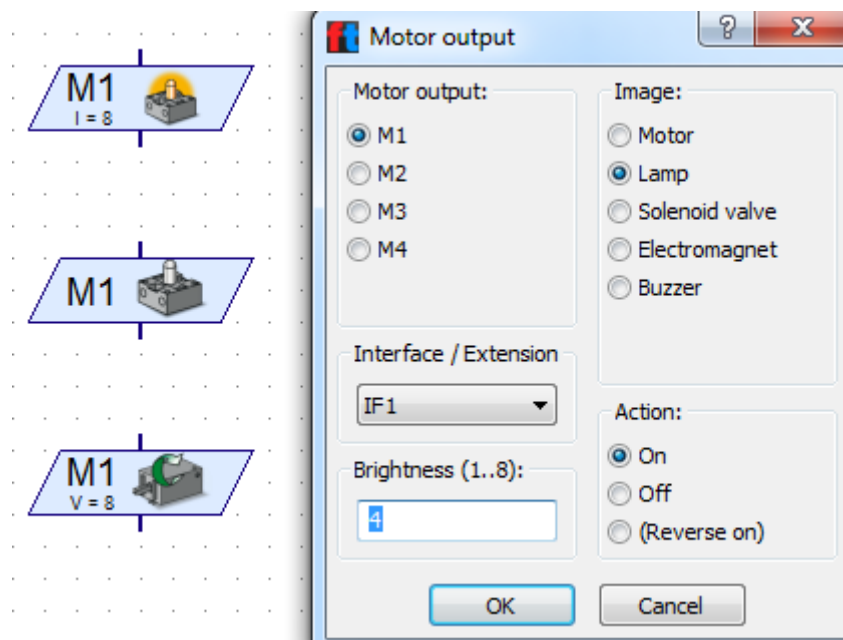 M1
I = 8
M1
M1
V = 8
ft Motor output
Motor output:
M1
M2
M3
M4
Interface / Extension
IF1
Brightness (1..8):
4
Image:
Motor
Lamp
Solenoid valve
Electromagnet
Buzzer
Action:
On
Off
(Reverse on)
OK
Cancel